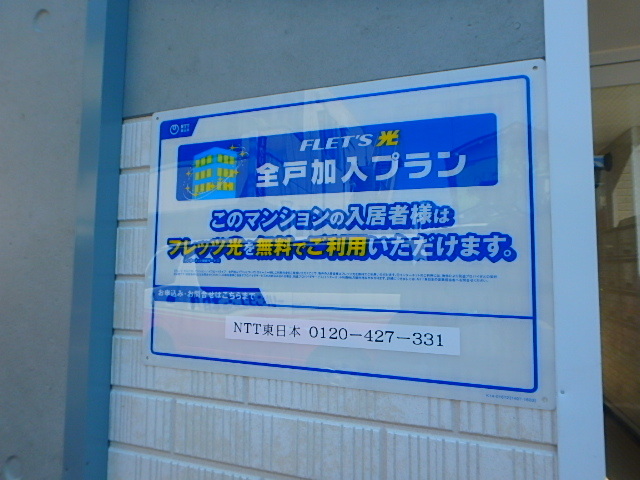 FLET'S 光
全戸加入プラン
このマンションの入居者様は
フレッツ光を無料でご利用いただけます。
お申込み・お問合せはこちらまで
NTT東日本 0120-427-331